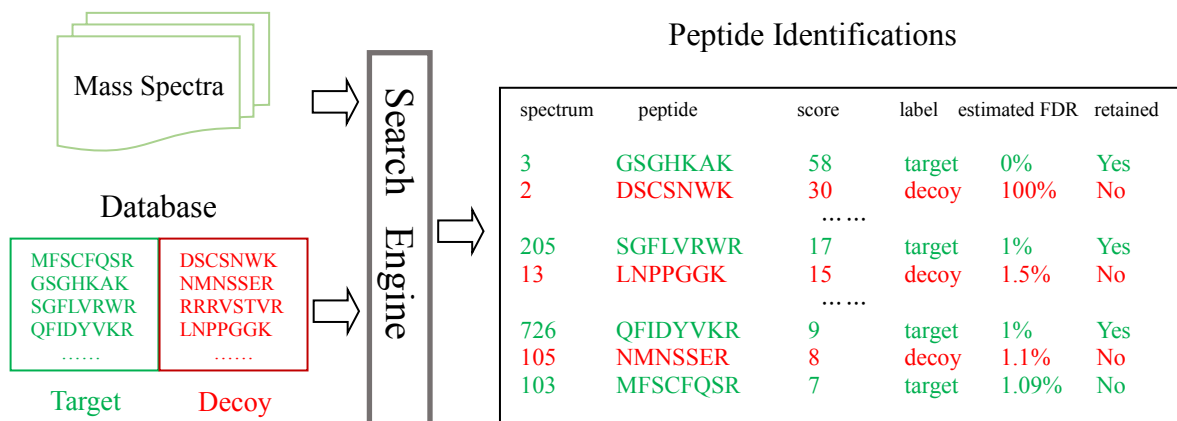 Peptide Identifications
Mass Spectra
Search Engine
spectrum peptide score label estimated FDR retained
3 GSGHKAK 58 target 0% Yes
2 DSCSNWK 30 decoy 100% No
……
205 SGFLVRWR 17 target 1% Yes
13 LNPPGGK 15 decoy 1.5% No
……
726 QFIDYVKR 9 target 1% Yes
105 NMNSSER 8 decoy 1.1% No
103 MFSCFQSR 7 target 1.09% No
Database
MFSCFQSR DSCSNWK
GSGHKAK NMNSSER
SGFLVRWR RRRVSTVR
QFIDYVKR LNPPGGK
…… ……
Target Decoy